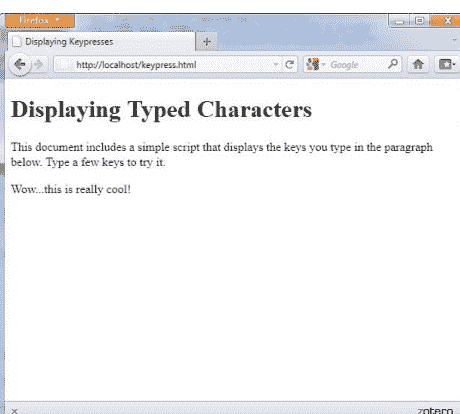 Firefox
Displaying Keypresses
http://localhost/keypress.html
Google
Displaying Typed Characters
This document includes a simple script that displays the keys you type in the paragraph
below. Type a few keys to try it.
Wow...this is really cool!
zotero